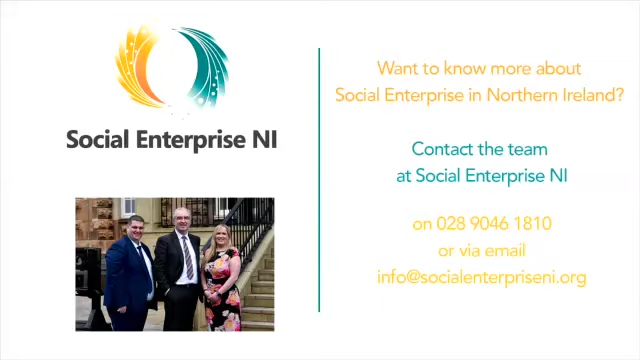 Social Enterprise NI
Want to know more about
Social Enterprise in Northern Ireland?
Contact the team
at Social Enterprise NI
on 028 9046 1810
or via email
info@socialenterpriseni.org